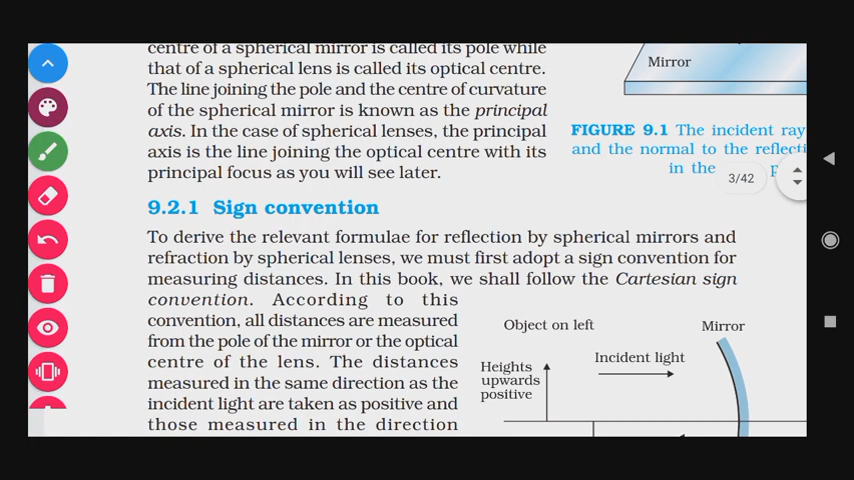 centre of a spherical mirror is called its pole while
that of a spherical lens is called its optical centre.
The line joining the pole and the centre of curvature
of the spherical mirror is known as the principal
axis. In the case of spherical lenses, the principal
axis is the line joining the optical centre with its
principal focus as you will see later.
Mirror
FIGURE 9.1 The incident ray
and the normal to the reflecti
in the p
3/42
9.2.1 Sign convention
To derive the relevant formulae for reflection by spherical mirrors and
refraction by spherical lenses, we must first adopt a sign convention for
measuring distances. In this book, we shall follow the Cartesian sign
convention. According to this
convention, all distances are measured
from the pole of the mirror or the optical
centre of the lens. The distances
measured in the same direction as the
incident light are taken as positive and
those measured in the direction
Object on left
Mirror
Incident light
Heights
upwards
positive